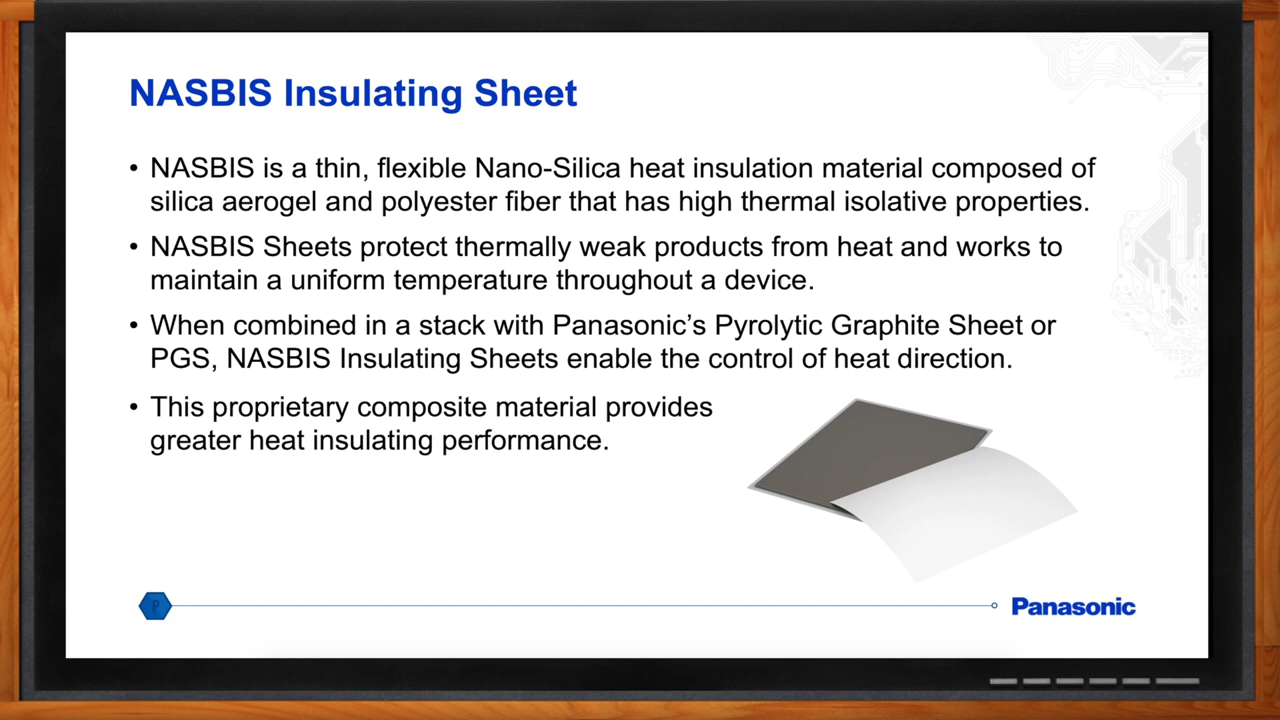 NASBIS Insulating Sheet
• NASBIS is a thin, flexible Nano-Silica heat insulation material composed of
silica aerogel and polyester fiber that has high thermal isolative properties.
• NASBIS Sheets protect thermally weak products from heat and works to
maintain a uniform temperature throughout a device.
• When combined in a stack with Panasonic’s Pyrolytic Graphite Sheet or
PGS, NASBIS Insulating Sheets enable the control of heat direction.
• This proprietary composite material provides
greater heat insulating performance.
P
Panasonic